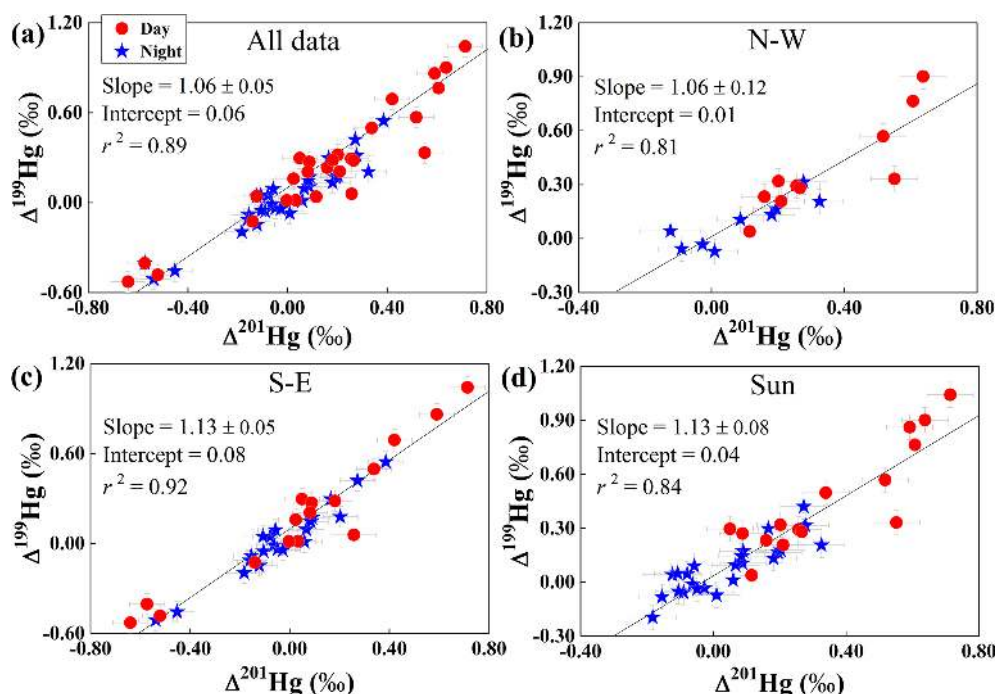 (a)
Day
Night
All data
Slope = 1.06 ± 0.05
Intercept = 0.06
r² = 0.89
1.20
0.60
0.00
-0.60
Δ¹⁹⁹Hg (‰)
-0.80 -0.40 0.00 0.40 0.80
Δ²⁰¹Hg (‰)
(b)
N-W
Slope = 1.06 ± 0.12
Intercept = 0.01
r² = 0.81
1.20
0.90
0.60
0.30
0.00
-0.30
Δ¹⁹⁹Hg (‰)
-0.80 -0.40 0.00 0.40 0.80
Δ²⁰¹Hg (‰)
(c)
S-E
Slope = 1.13 ± 0.05
Intercept = 0.08
r² = 0.92
1.20
0.60
0.00
-0.60
Δ¹⁹⁹Hg (‰)
-0.80 -0.40 0.00 0.40 0.80
Δ²⁰¹Hg (‰)
(d)
Sun
Slope = 1.13 ± 0.08
Intercept = 0.04
r² = 0.84
1.20
0.90
0.60
0.30
0.00
-0.30
Δ¹⁹⁹Hg (‰)
-0.80 -0.40 0.00 0.40 0.80
Δ²⁰¹Hg (‰)